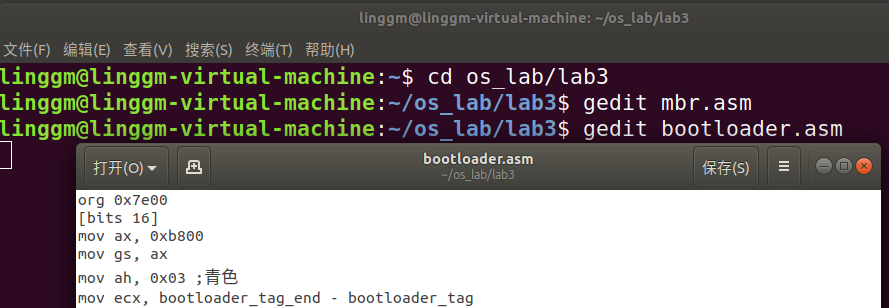 linggm@linggm-virtual-machine: ~/os_lab/lab3
文件(F) 编辑(E) 查看(V) 搜索(S) 终端(T) 帮助(H)
linggm@linggm-virtual-machine:~$ cd os_lab/lab3
linggm@linggm-virtual-machine:~/os_lab/lab3$ gedit mbr.asm
linggm@linggm-virtual-machine:~/os_lab/lab3$ gedit bootloader.asm
打开(O)
bootloader.asm
~/os_lab/lab3
保存(S)
org 0x7e00
[bits 16]
mov ax, 0xb800
mov gs, ax
mov ah, 0x03 ;青色
mov ecx, bootloader_tag_end - bootloader_tag